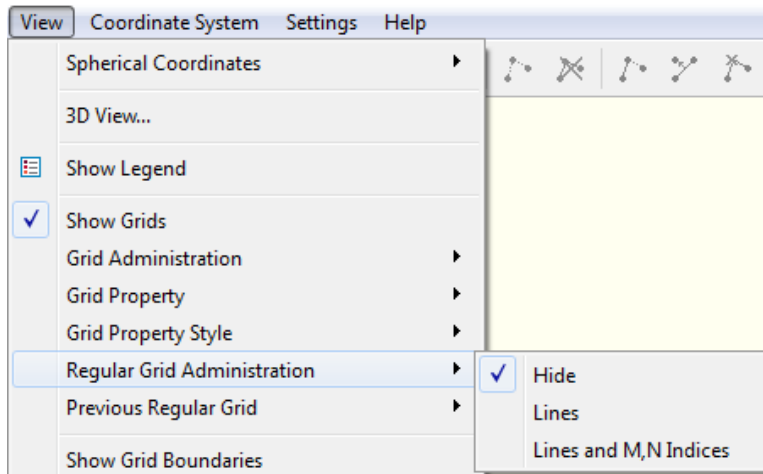 View Coordinate System Settings Help
Spherical Coordinates
3D View...
Show Legend
Show Grids
Grid Administration
Grid Property
Grid Property Style
Regular Grid Administration
Hide
Previous Regular Grid
Lines
Lines and M,N Indices
Show Grid Boundaries